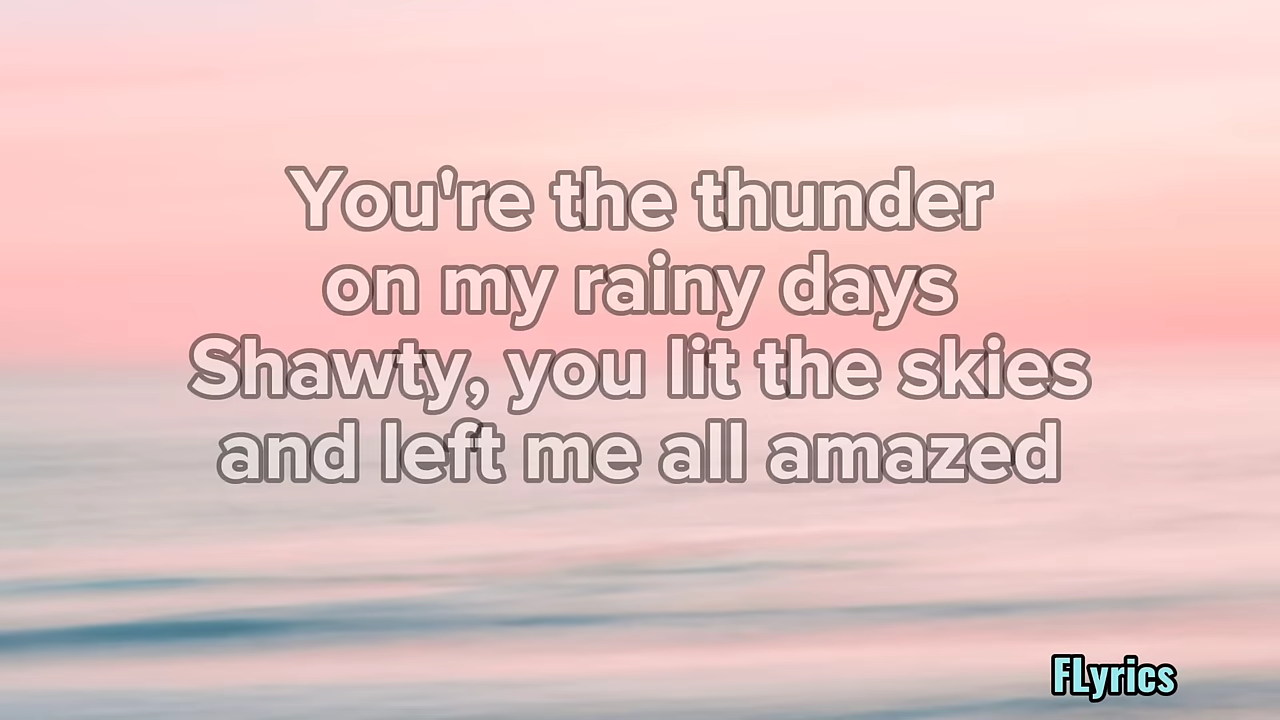 You're the thunder
on my rainy days
Shawty, you lit the skies
and left me all amazed
FLyrics